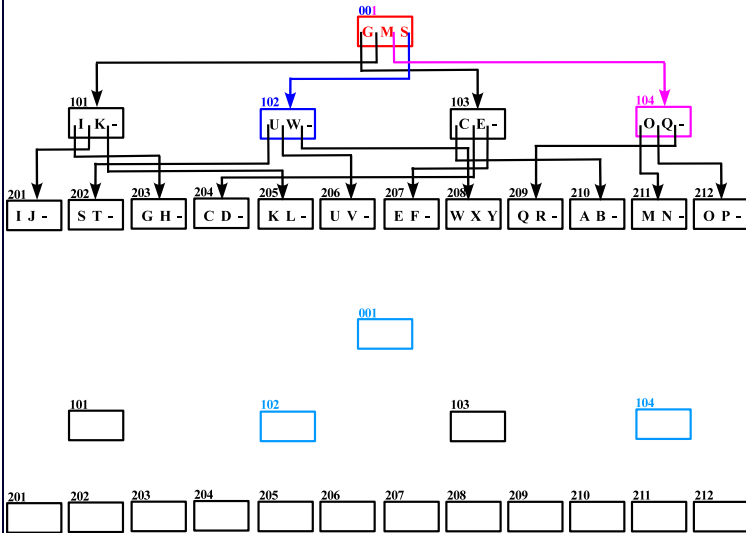 001
G M S
101 102 103 104
I K - U W - C E - O Q -
201 202 203 204 205 206 207 208 209 210 211 212
I J - S T - G H - C D - K L - U V - E F - W X Y Q R - A B - M N - O P -
001
101 102 103 104
201 202 203 204 205 206 207 208 209 210 211 212